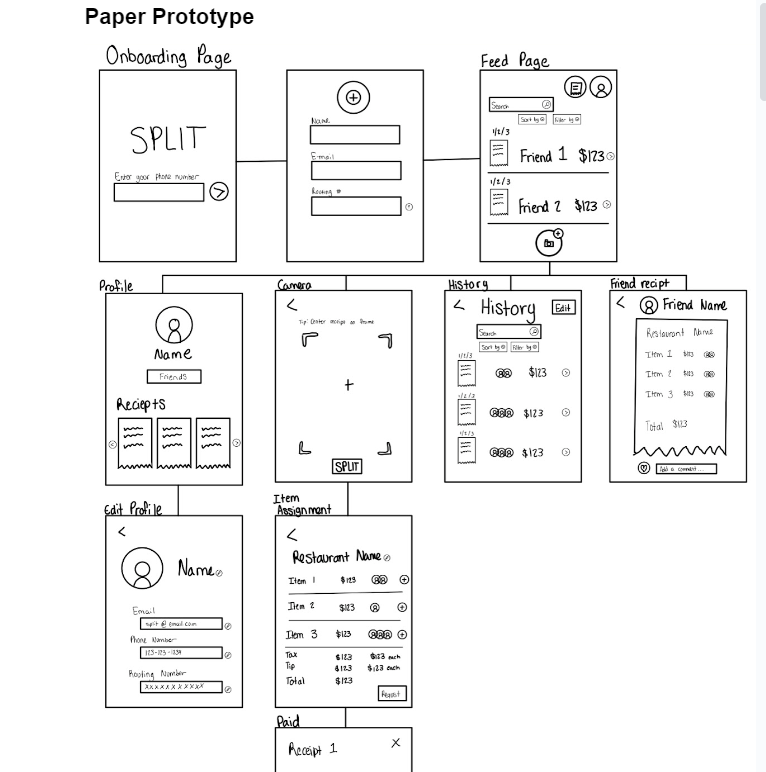 Paper Prototype
Onboarding Page
SPLIT
Enter your phone number
Name
E-mail
Routing #
Feed Page
Search
Sort by
Filter by
1/2/3
Friend 1 $123
1/2/3
Friend 2 $123
Profile
Name
Friends
Reciepts
Camera
Tip: Center receipt in frame
SPLIT
History
History
Edit
Search
Sort by
Filter by
1/2/3
$123
1/2/3
$123
1/2/3
$123
Friend recipt
Friend Name
Restaurant Name
Item 1 $123
Item 2 $123
Item 3 $123
Total $123
Add a comment...
Edit Profile
Name
Email
split @ email.com
Phone Number
123-123-1234
Routing Number
XXXXXXXXXX
Item
Assignment
Restaurant Name
Item 1 $123
Item 2 $123
Item 3 $123
Tax $123 $123 each
Tip $123 $123 each
Total $123
Paid
Receipt 1 X